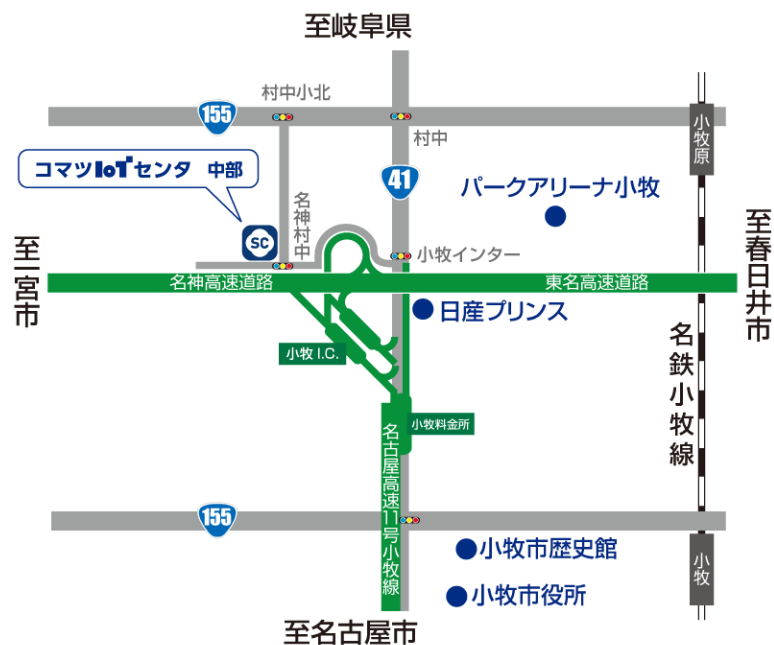 至岐阜県
村中小北
155
村中
小牧原
コマツIoTセンタ 中部
41
パークアリーナ小牧
名神村中
SC
至一宮市
小牧インター
至春日井市
名神高速道路
東名高速道路
日産プリンス
小牧 I.C.
名鉄小牧線
小牧料金所
名古屋高速11号小牧線
155
小牧市歴史館
小牧
小牧市役所
至名古屋市